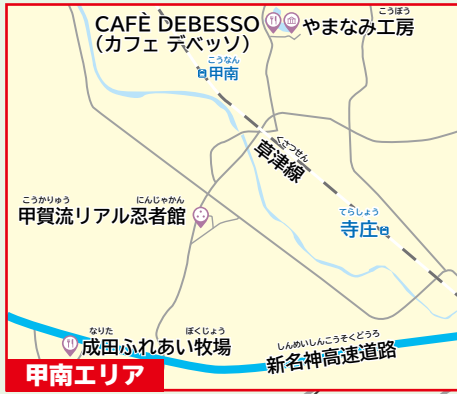 CAFÈ DEBESSO
(カフェ デベッソ)
こうぼう
やまなみ工房
こうなん
甲南
くさつせん
草津線
こうかりゅう にんじゃかん
甲賀流リアル忍者館
てらしょう
寺庄
なりた ぼくじょう
成田ふれあい牧場
しんめいしんこうそくどうろ
新名神高速道路
甲南エリア